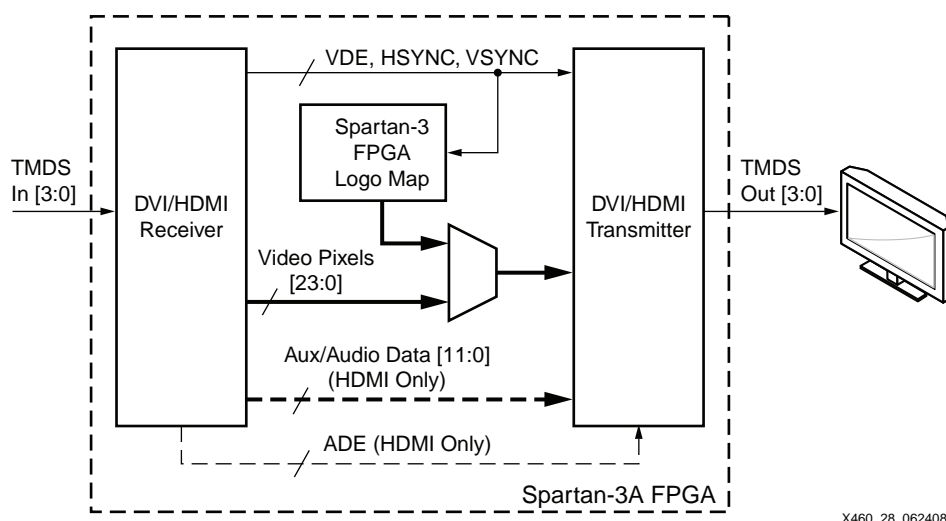 VDE, HSYNC, VSYNC
Spartan-3
FPGA
Logo Map
TMDS
In [3:0]
DVI/HDMI
Receiver
DVI/HDMI
Transmitter
TMDS
Out [3:0]
Video Pixels
[23:0]
Aux/Audio Data [11:0]
(HDMI Only)
ADE (HDMI Only)
Spartan-3A FPGA
X460_28_062408